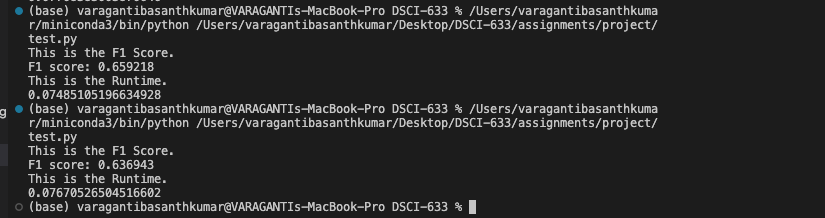 (base) varagantibasanthkumar@VARAGANTIs-MacBook-Pro DSCI-633 % /Users/varagantibasanthkuma
r/miniconda3/bin/python /Users/varagantibasanthkumar/Desktop/DSCI-633/assignments/project/
test.py
This is the F1 Score.
F1 score: 0.659218
This is the Runtime.
0.07485105196634928
(base) varagantibasanthkumar@VARAGANTIs-MacBook-Pro DSCI-633 % /Users/varagantibasanthkuma
g
r/miniconda3/bin/python /Users/varagantibasanthkumar/Desktop/DSCI-633/assignments/project/
test.py
This is the F1 Score.
F1 score: 0.636943
This is the Runtime.
0.07670526504516602
(base) varagantibasanthkumar@VARAGANTIs-MacBook-Pro DSCI-633 %